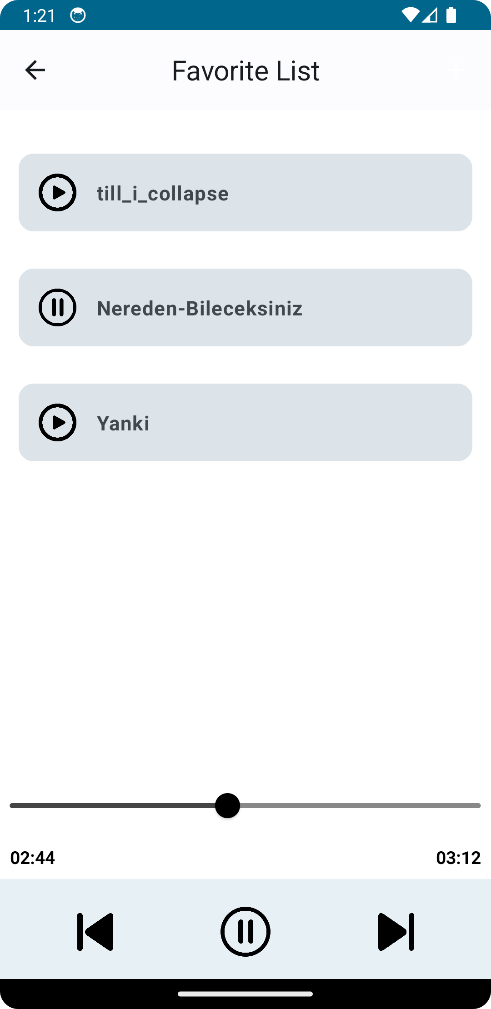 1:21
Favorite List
till_i_collapse
Nereden-Bileceksiniz
Yanki
02:44
03:12